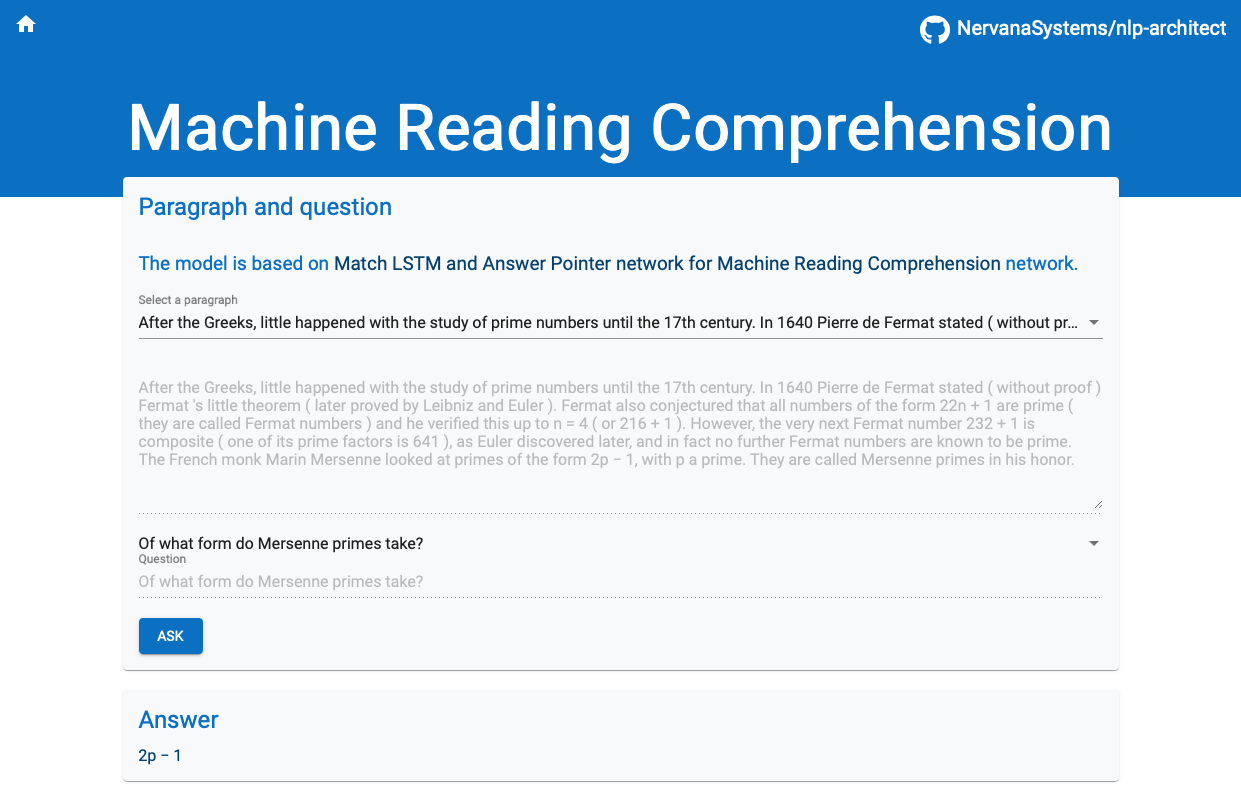 NervanaSystems/nlp-architect
Machine Reading Comprehension
Paragraph and question
The model is based on Match LSTM and Answer Pointer network for Machine Reading Comprehension network.
Select a paragraph
After the Greeks, little happened with the study of prime numbers until the 17th century. In 1640 Pierre de Fermat stated ( without pr...
After the Greeks, little happened with the study of prime numbers until the 17th century. In 1640 Pierre de Fermat stated ( without proof )
Fermat 's little theorem ( later proved by Leibniz and Euler ). Fermat also conjectured that all numbers of the form 22n + 1 are prime (
they are called Fermat numbers ) and he verified this up to n = 4 ( or 216 + 1 ). However, the very next Fermat number 232 + 1 is
composite ( one of its prime factors is 641 ), as Euler discovered later, and in fact no further Fermat numbers are known to be prime.
The French monk Marin Mersenne looked at primes of the form 2p − 1, with p a prime. They are called Mersenne primes in his honor.
Of what form do Mersenne primes take?
Question
Of what form do Mersenne primes take?
ASK
Answer
2p − 1